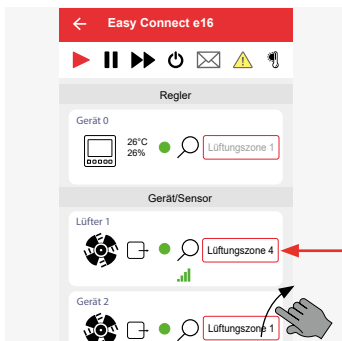 Easy Connect e16
Regler
Gerät 0
26°C
26%
Lüftungszone 1
Gerät/Sensor
Lüfter 1
Lüftungszone 4
Gerät 2
Lüftungszone 1